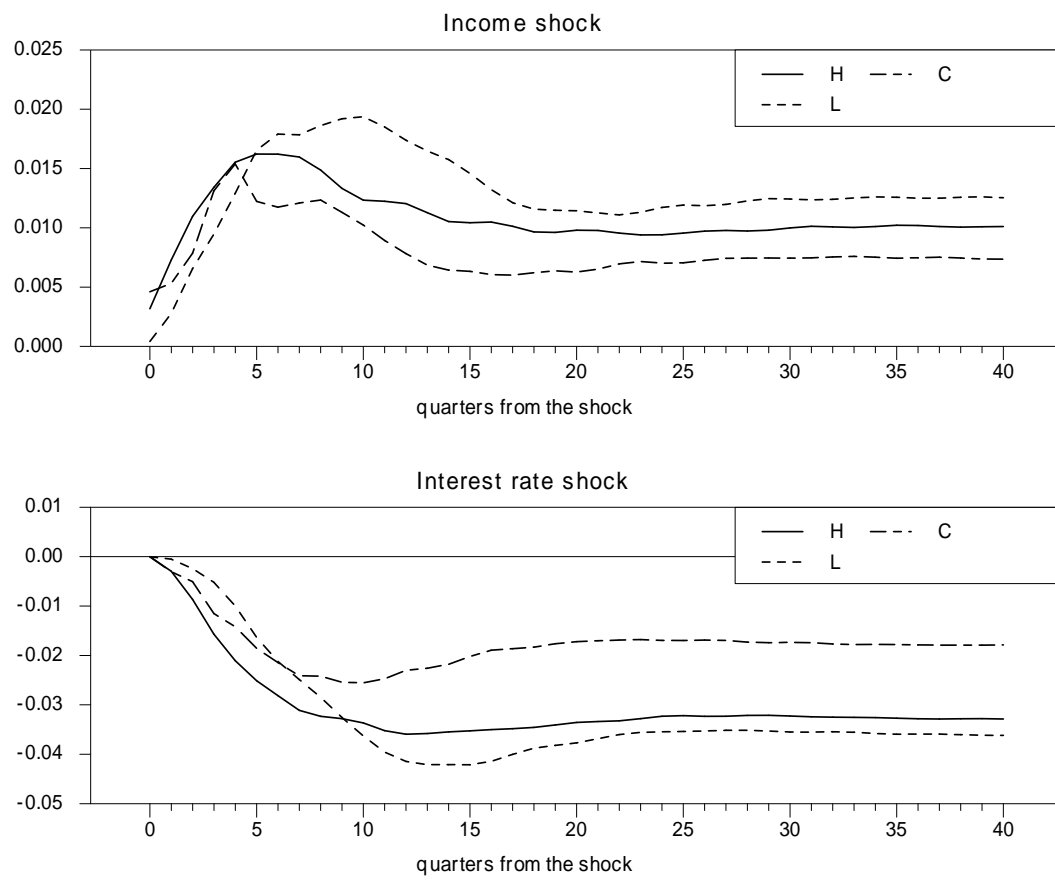 Income shock
0.025
0.020
0.015
0.010
0.005
0.000
H C
L
0 5 10 15 20 25 30 35 40
quarters from the shock
Interest rate shock
0.01
0.00
-0.01
-0.02
-0.03
-0.04
-0.05
H C
L
0 5 10 15 20 25 30 35 40
quarters from the shock